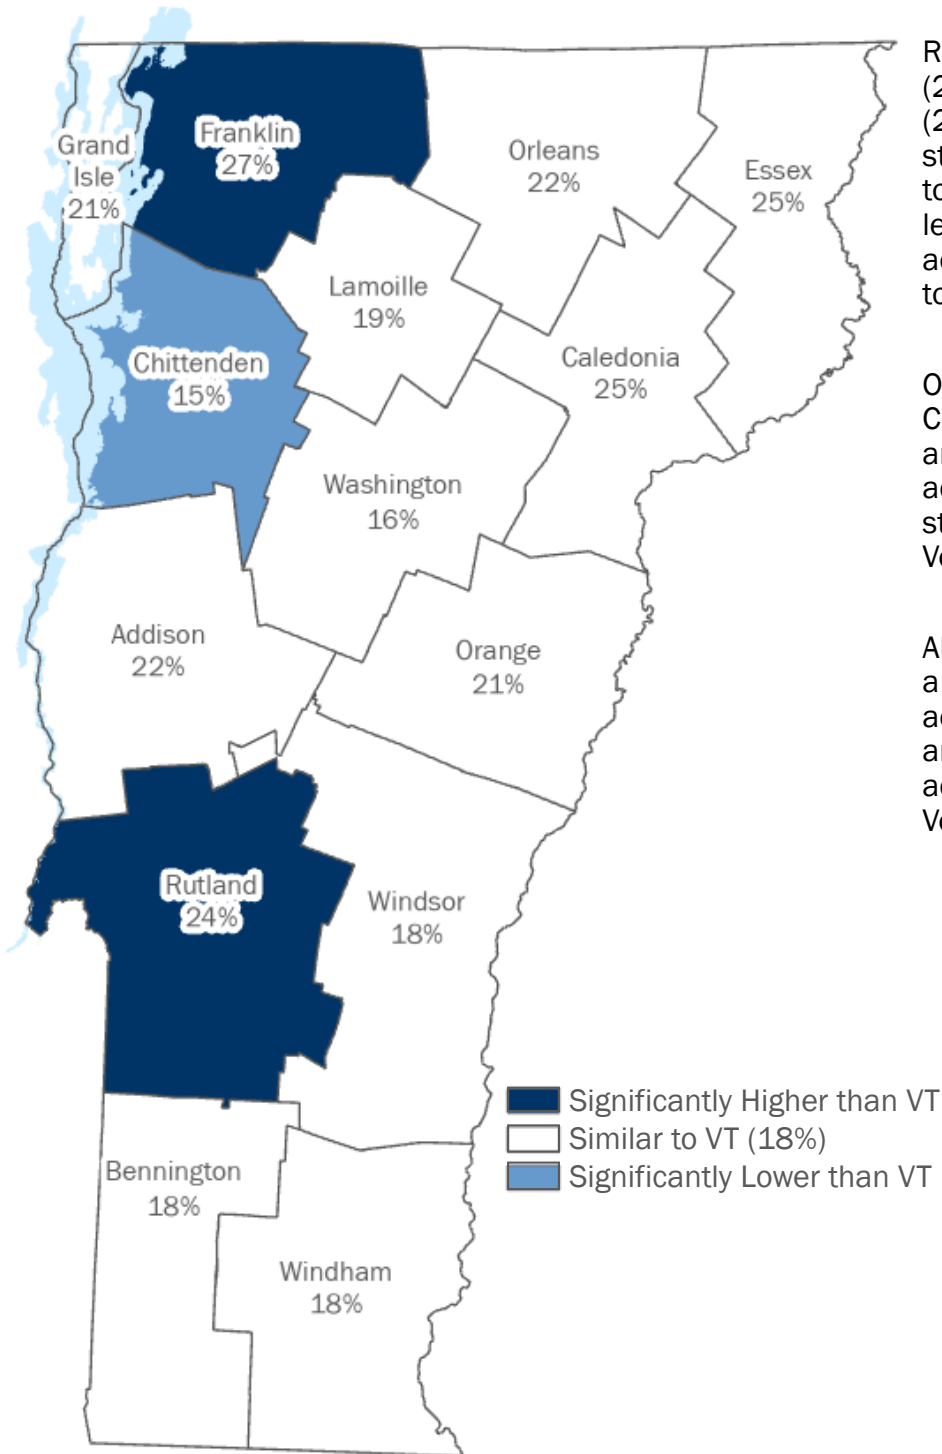 Grand
Isle
21%
Franklin
27%
Orleans
22%
Essex
25%
Lamoille
19%
Chittenden
15%
Caledonia
25%
Washington
16%
Addison
22%
Orange
21%
Rutland
24%
Windsor
18%
Bennington
18%
Windham
18%
Significantly Higher than VT
Similar to VT (18%)
Significantly Lower than VT